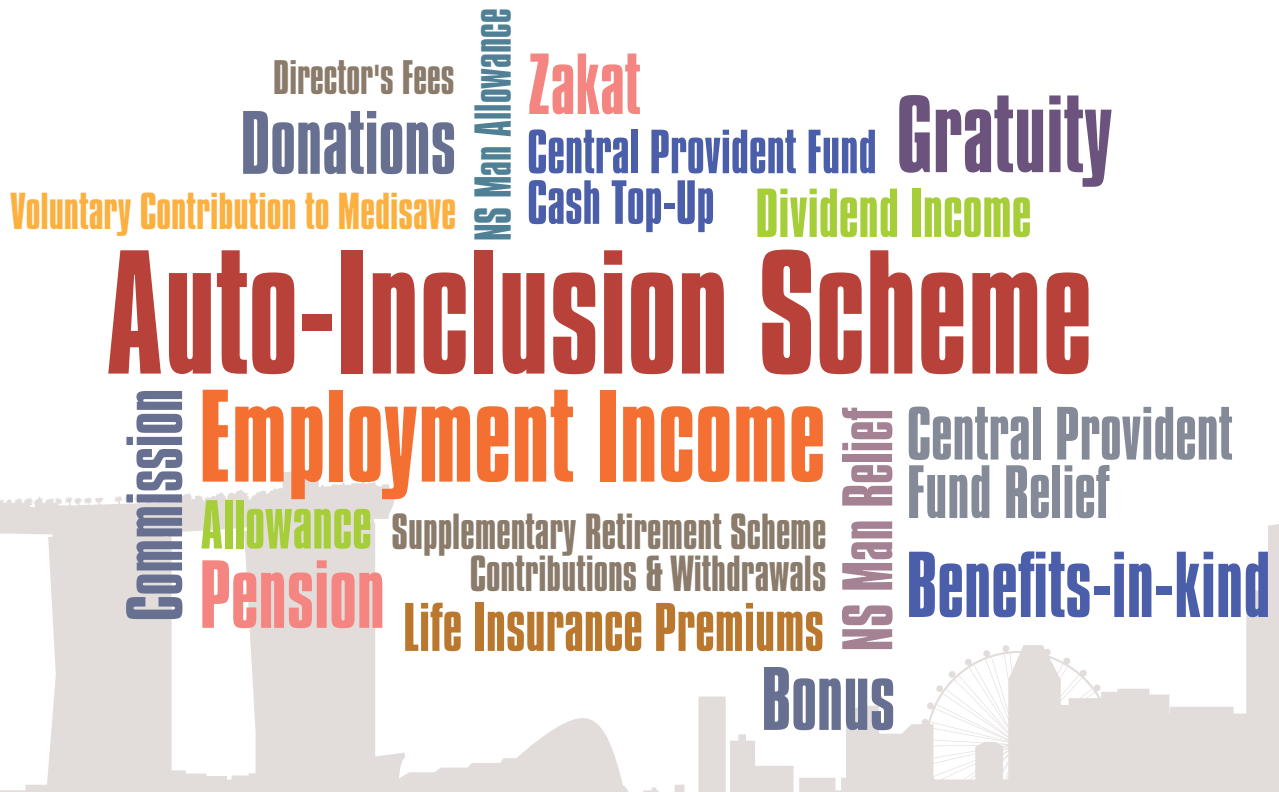 Director's Fees
Donations
Voluntary Contribution to Medisave
NS Man Allowance
Zakat
Central Provident Fund
Cash Top-Up
Gratuity
Dividend Income
Auto-Inclusion Scheme
Commission
Employment Income
Allowance
Pension
Supplementary Retirement Scheme
Contributions & Withdrawals
Life Insurance Premiums
NS Man Relief
Central Provident
Fund Relief
Benefits-in-kind
Bonus